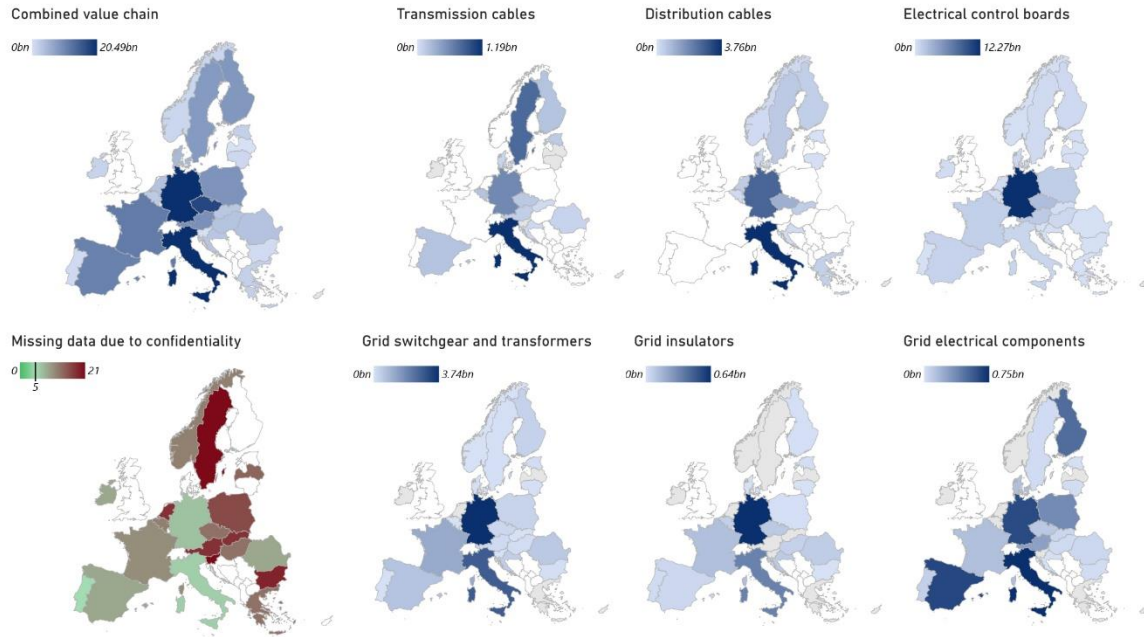 Combined value chain
0bn 20.49bn
Transmission cables
0bn 1.19bn
Distribution cables
0bn 3.76bn
Electrical control boards
0bn 12.27bn
Missing data due to confidentiality
0 21
5
Grid switchgear and transformers
0bn 3.74bn
Grid insulators
0bn 0.64bn
Grid electrical components
0bn 0.75bn